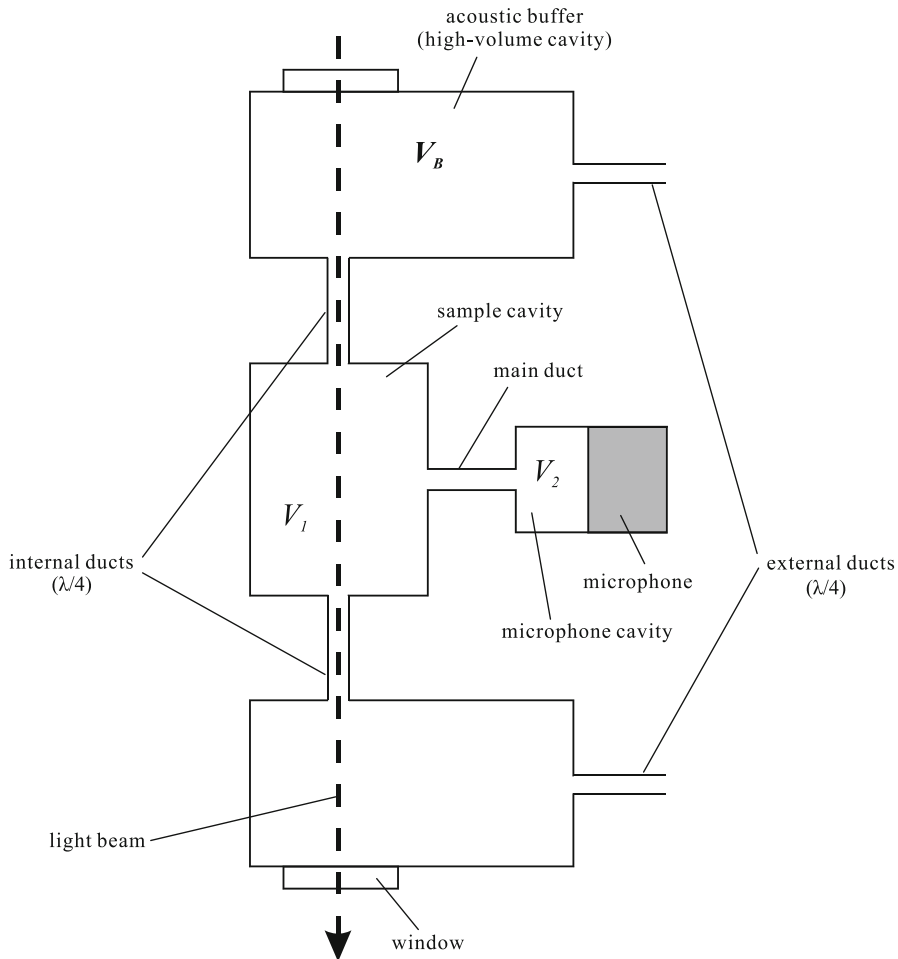 acoustic buffer
(high-volume cavity)
V_B
sample cavity
main duct
V_1
V_2
internal ducts
(λ/4)
microphone
external ducts
(λ/4)
microphone cavity
light beam
window